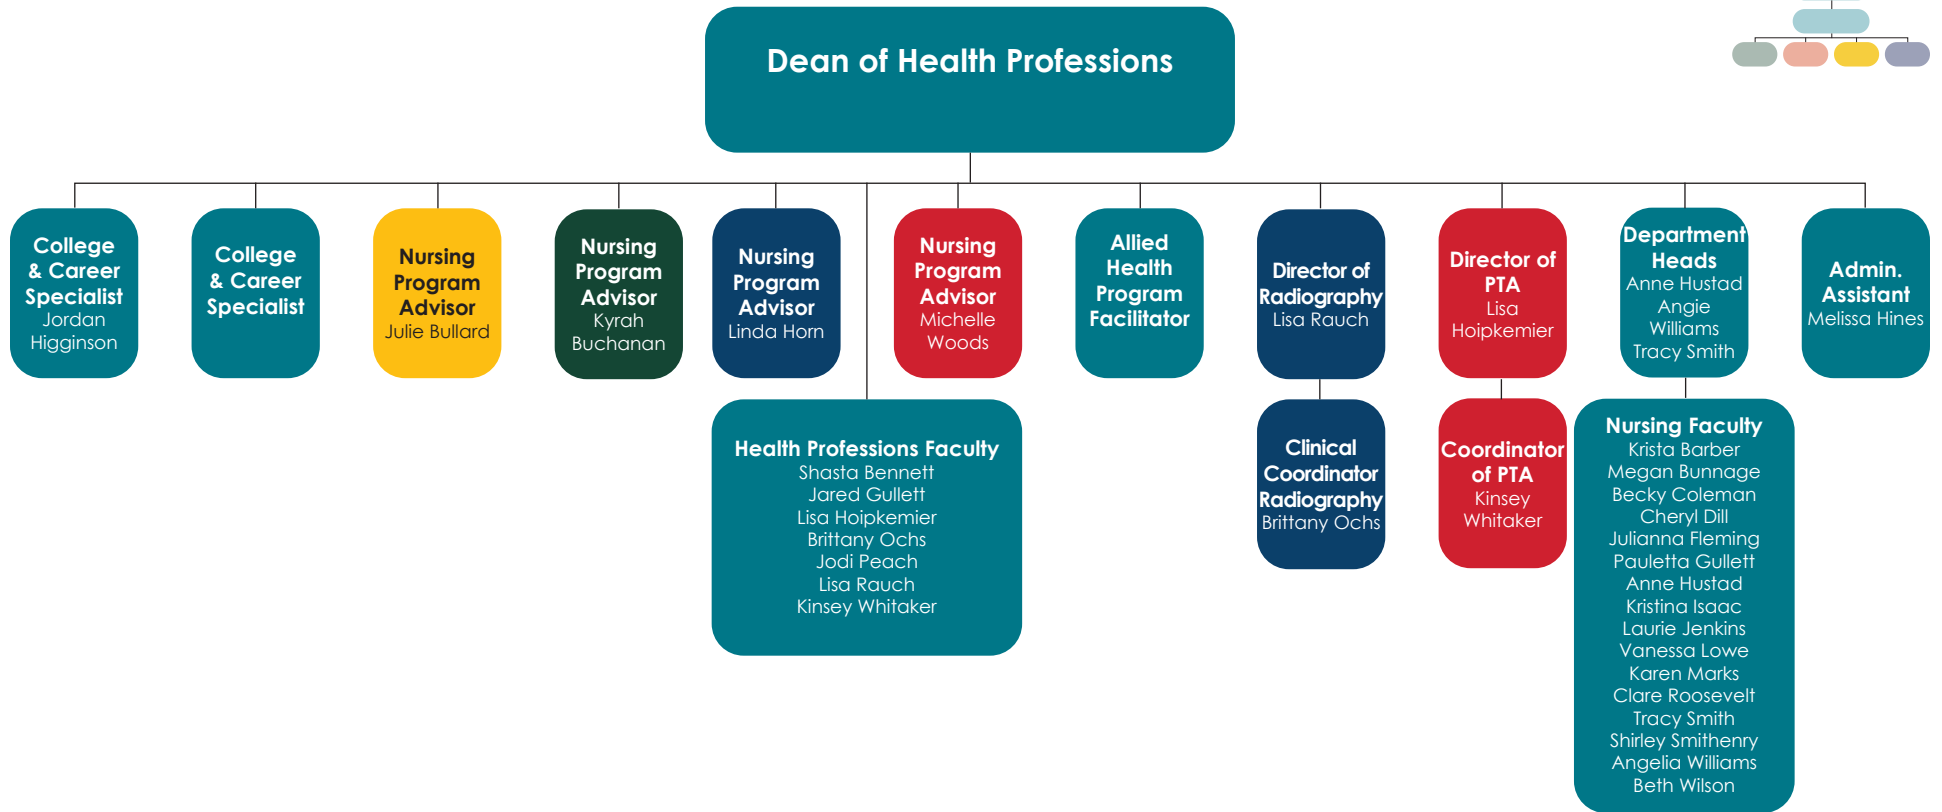 Dean of Health Professions
College
& Career
Specialist
Jordan
Higginson
College
& Career
Specialist
Nursing
Program
Advisor
Julie Bullard
Nursing
Program
Advisor
Kyrah
Buchanan
Nursing
Program
Advisor
Linda Horn
Nursing
Program
Advisor
Michelle
Woods
Allied
Health
Program
Facilitator
Director of
Radiography
Lisa Rauch
Director of
PTA
Lisa
Hoipkemier
Department
Heads
Anne Hustad
Angie
Williams
Tracy Smith
Admin.
Assistant
Melissa Hines
Health Professions Faculty
Shasta Bennett
Jared Gullett
Lisa Hoipkemier
Brittany Ochs
Jodi Peach
Lisa Rauch
Kinsey Whitaker
Clinical
Coordinator
Radiography
Brittany Ochs
Coordinator
of PTA
Kinsey
Whitaker
Nursing Faculty
Krista Barber
Megan Bunnage
Becky Coleman
Cheryl Dill
Julianna Fleming
Pauletta Gullett
Anne Hustad
Kristina Isaac
Laurie Jenkins
Vanessa Lowe
Karen Marks
Clare Roosevelt
Tracy Smith
Shirley Smithenry
Angelia Williams
Beth Wilson